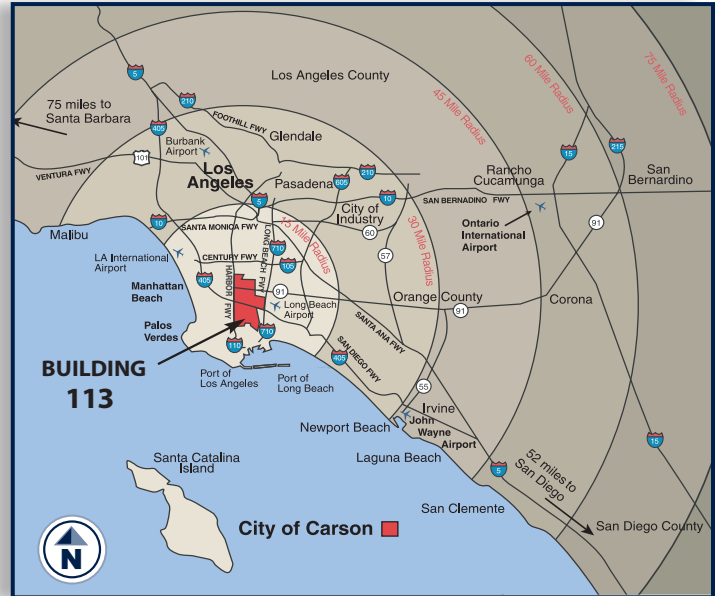 Los Angeles County
45 Mile Radius
60 Mile Radius
75 Mile Radius
5
210
75 miles to
Santa Barbara
405
FOOTHILL FWY
Glendale
Burbank
Airport
101
VENTURA FWY
Los
Angeles
Pasadena
605
210
10
15
215
Rancho
Cucamunga
San
Bernardino
SAN BERNADINO FWY
5
City of
Industry
60
57
Ontario
International
Airport
91
Malibu
10
SANTA MONICA FWY
LONG BEACH FWY
710
15 Mile Radius
30 Mile Radius
LA International
Airport
CENTURY FWY
105
405
HARBOR FWY
91
Manhattan
Beach
Long Beach
Airport
Orange County
91
Corona
Palos
Verdes
710
110
SAN DIEGO FWY
SANTA ANA FWY
405
BUILDING
113
Port of
Los Angeles
Port of
Long Beach
55
Irvine
John
Wayne
Airport
Newport Beach
Laguna Beach
15
Santa Catalina
Island
5
52 miles to
San Diego
San Clemente
San Diego County
City of Carson
N